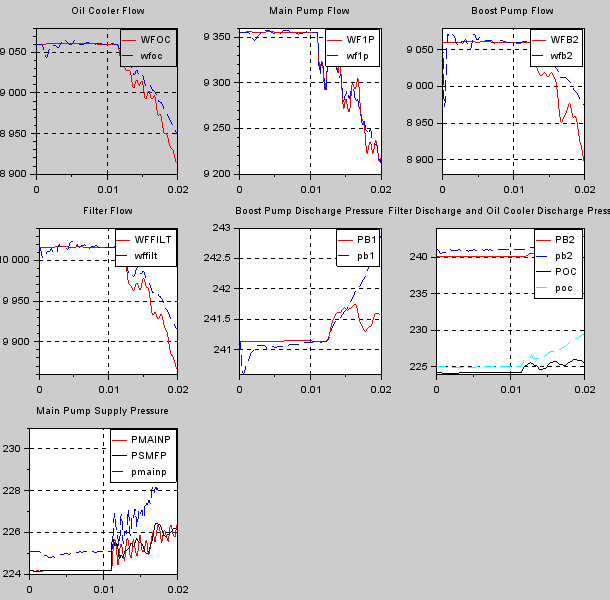 Oil Cooler Flow
Main Pump Flow
Boost Pump Flow
WFOC
wfoc
9 050
9 000
8 950
8 900
0
0.01
0.02
WF1P
wf1p
9 350
9 300
9 250
9 200
0
0.01
0.02
WFB2
wfb2
9 050
9 000
8 950
8 900
0
0.01
0.02
Filter Flow
Boost Pump Discharge Pressure
Filter Discharge and Oil Cooler Discharge Press
WFFILT
wffilt
10 000
9 950
9 900
0
0.01
0.02
PB1
pb1
243
242.5
242
241.5
241
0
0.01
0.02
PB2
pb2
POC
poc
240
235
230
225
0
0.01
0.02
Main Pump Supply Pressure
PMAINP
PSMFP
pmainp
230
228
226
224
0
0.01
0.02